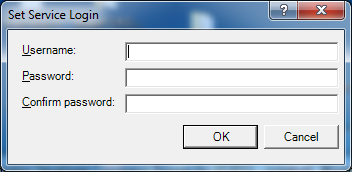 Set Service Login
?
Username:
Password:
Confirm password:
OK Cancel